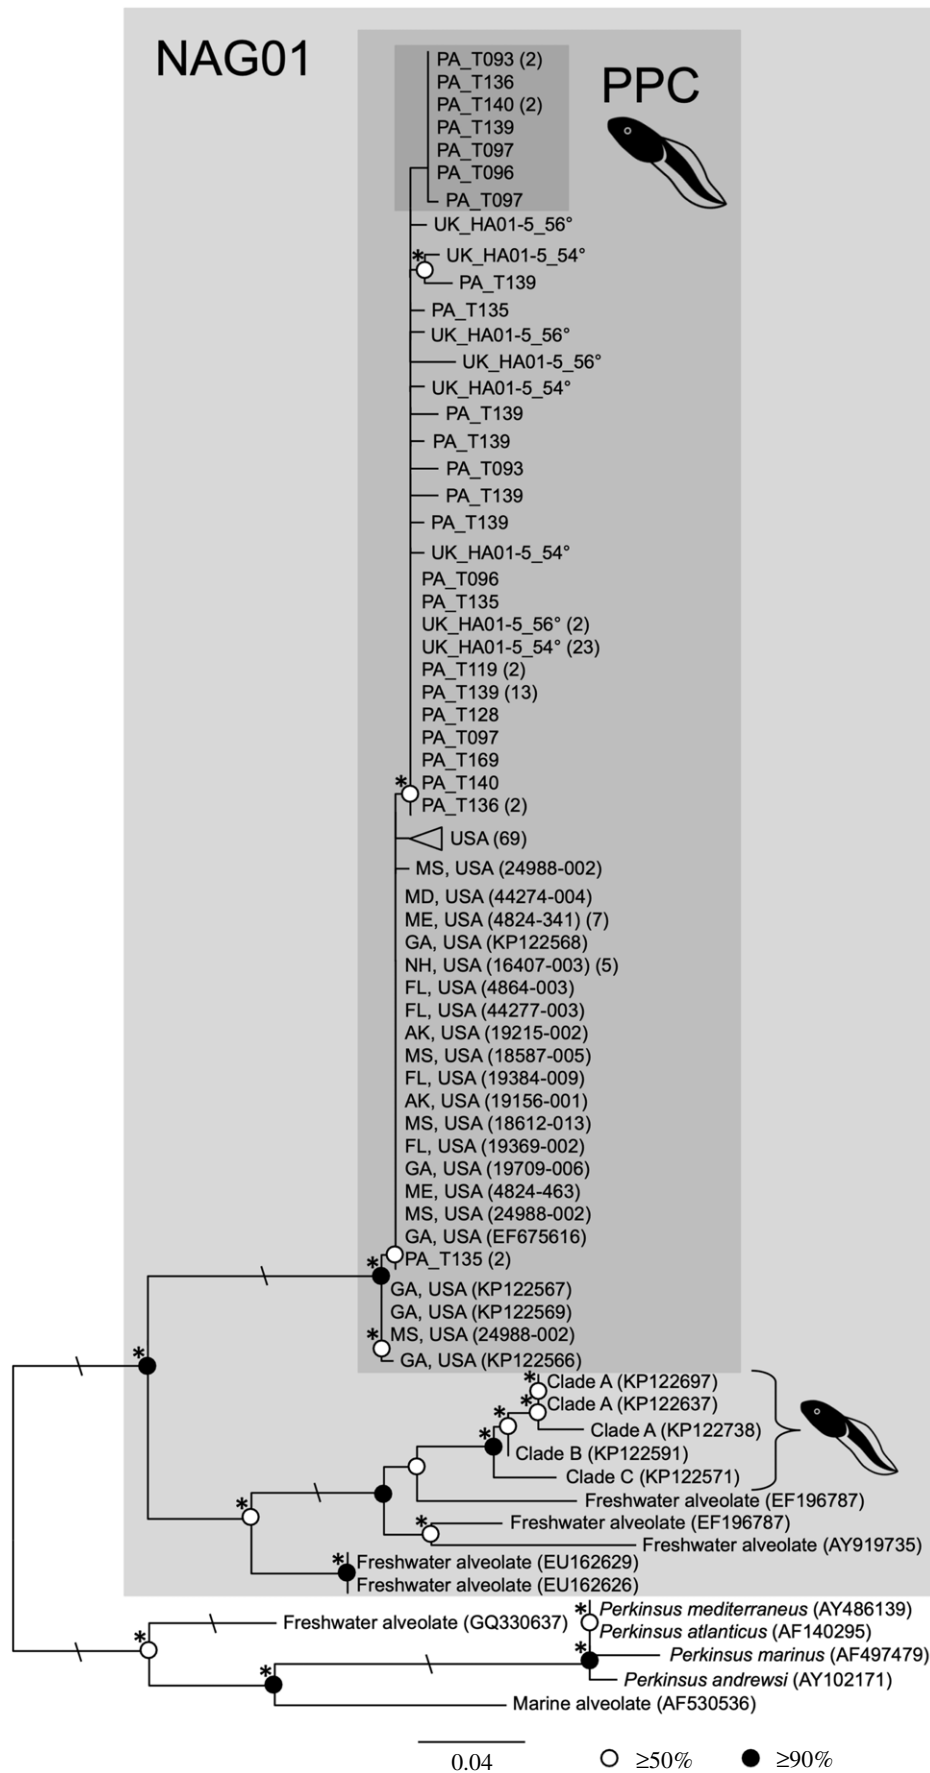 NAG01
PPC
PA_T093 (2)
PA_T136
PA_T140 (2)
PA_T139
PA_T097
PA_T096
PA_T097
UK_HA01-5_56°
* UK_HA01-5_54°
PA_T139
PA_T135
UK_HA01-5_56°
UK_HA01-5_56°
UK_HA01-5_54°
PA_T139
PA_T139
PA_T093
PA_T139
PA_T139
UK_HA01-5_54°
PA_T096
PA_T135
UK_HA01-5_56° (2)
UK_HA01-5_54° (23)
PA_T119 (2)
PA_T139 (13)
PA_T128
PA_T097
PA_T169
* PA_T140
PA_T136 (2)
USA (69)
MS, USA (24988-002)
MD, USA (44274-004)
ME, USA (4824-341) (7)
GA, USA (KP122568)
NH, USA (16407-003) (5)
FL, USA (4864-003)
FL, USA (44277-003)
AK, USA (19215-002)
MS, USA (18587-005)
FL, USA (19384-009)
AK, USA (19156-001)
MS, USA (18612-013)
FL, USA (19369-002)
GA, USA (19709-006)
ME, USA (4824-463)
MS, USA (24988-002)
GA, USA (EF675616)
* PA_T135 (2)
GA, USA (KP122567)
GA, USA (KP122569)
* MS, USA (24988-002)
GA, USA (KP122566)
*
* Clade A (KP122697)
* Clade A (KP122637)
* Clade A (KP122738)
* Clade B (KP122591)
Clade C (KP122571)
Freshwater alveolate (EF196787)
* * Freshwater alveolate (EF196787)
Freshwater alveolate (AY919735)
* Freshwater alveolate (EU162629)
Freshwater alveolate (EU162626)
* Perkinsus mediterraneus (AY486139)
* Freshwater alveolate (GQ330637)
Perkinsus atlanticus (AF140295)
* Perkinsus marinus (AF497479)
* Perkinsus andrewsi (AY102171)
Marine alveolate (AF530536)
0.04
≥50%
≥90%